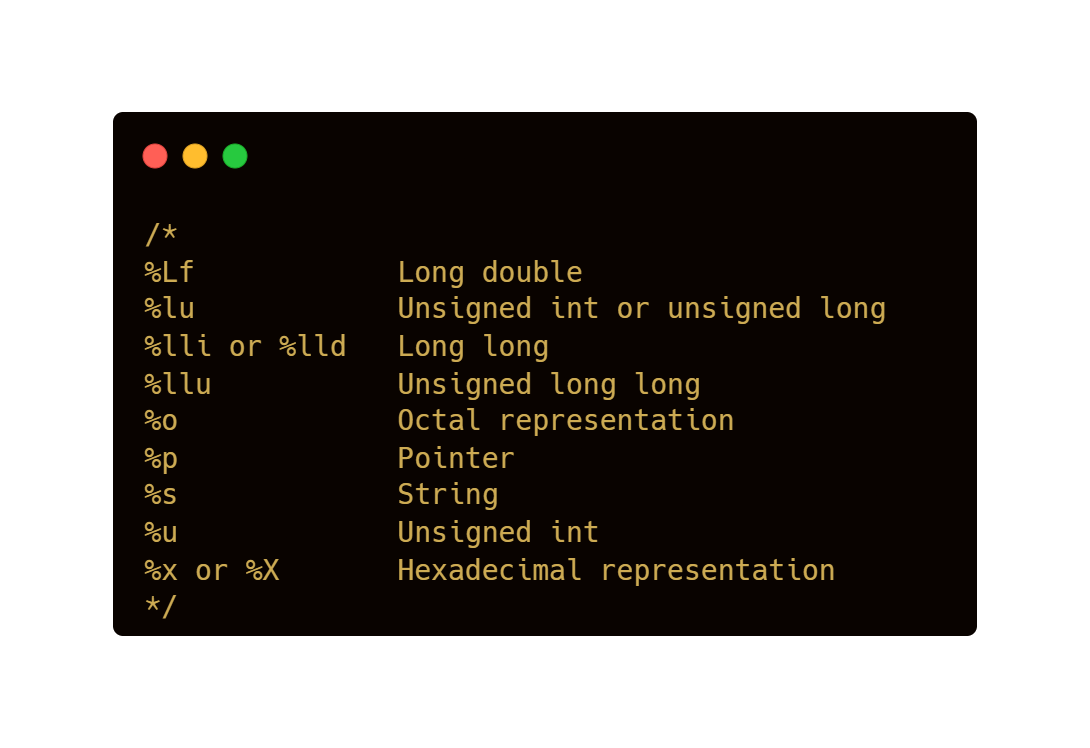 /*
%Lf            Long double
%lu            Unsigned int or unsigned long
%lli or %lld   Long long
%llu           Unsigned long long
%o             Octal representation
%p             Pointer
%s             String
%u             Unsigned int
%x or %X       Hexadecimal representation
*/